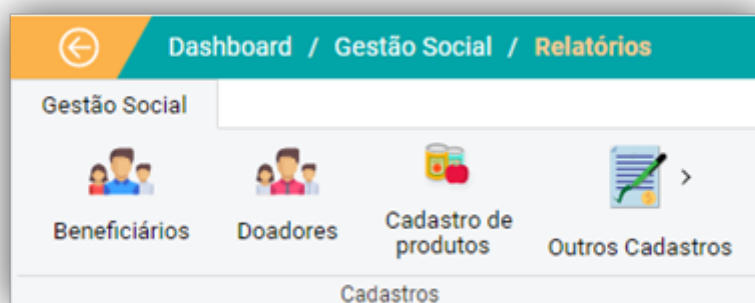 Dashboard / Gestão Social / Relatórios
Gestão Social
Beneficiários
Doadores
Cadastro de
produtos
Outros Cadastros
Cadastros